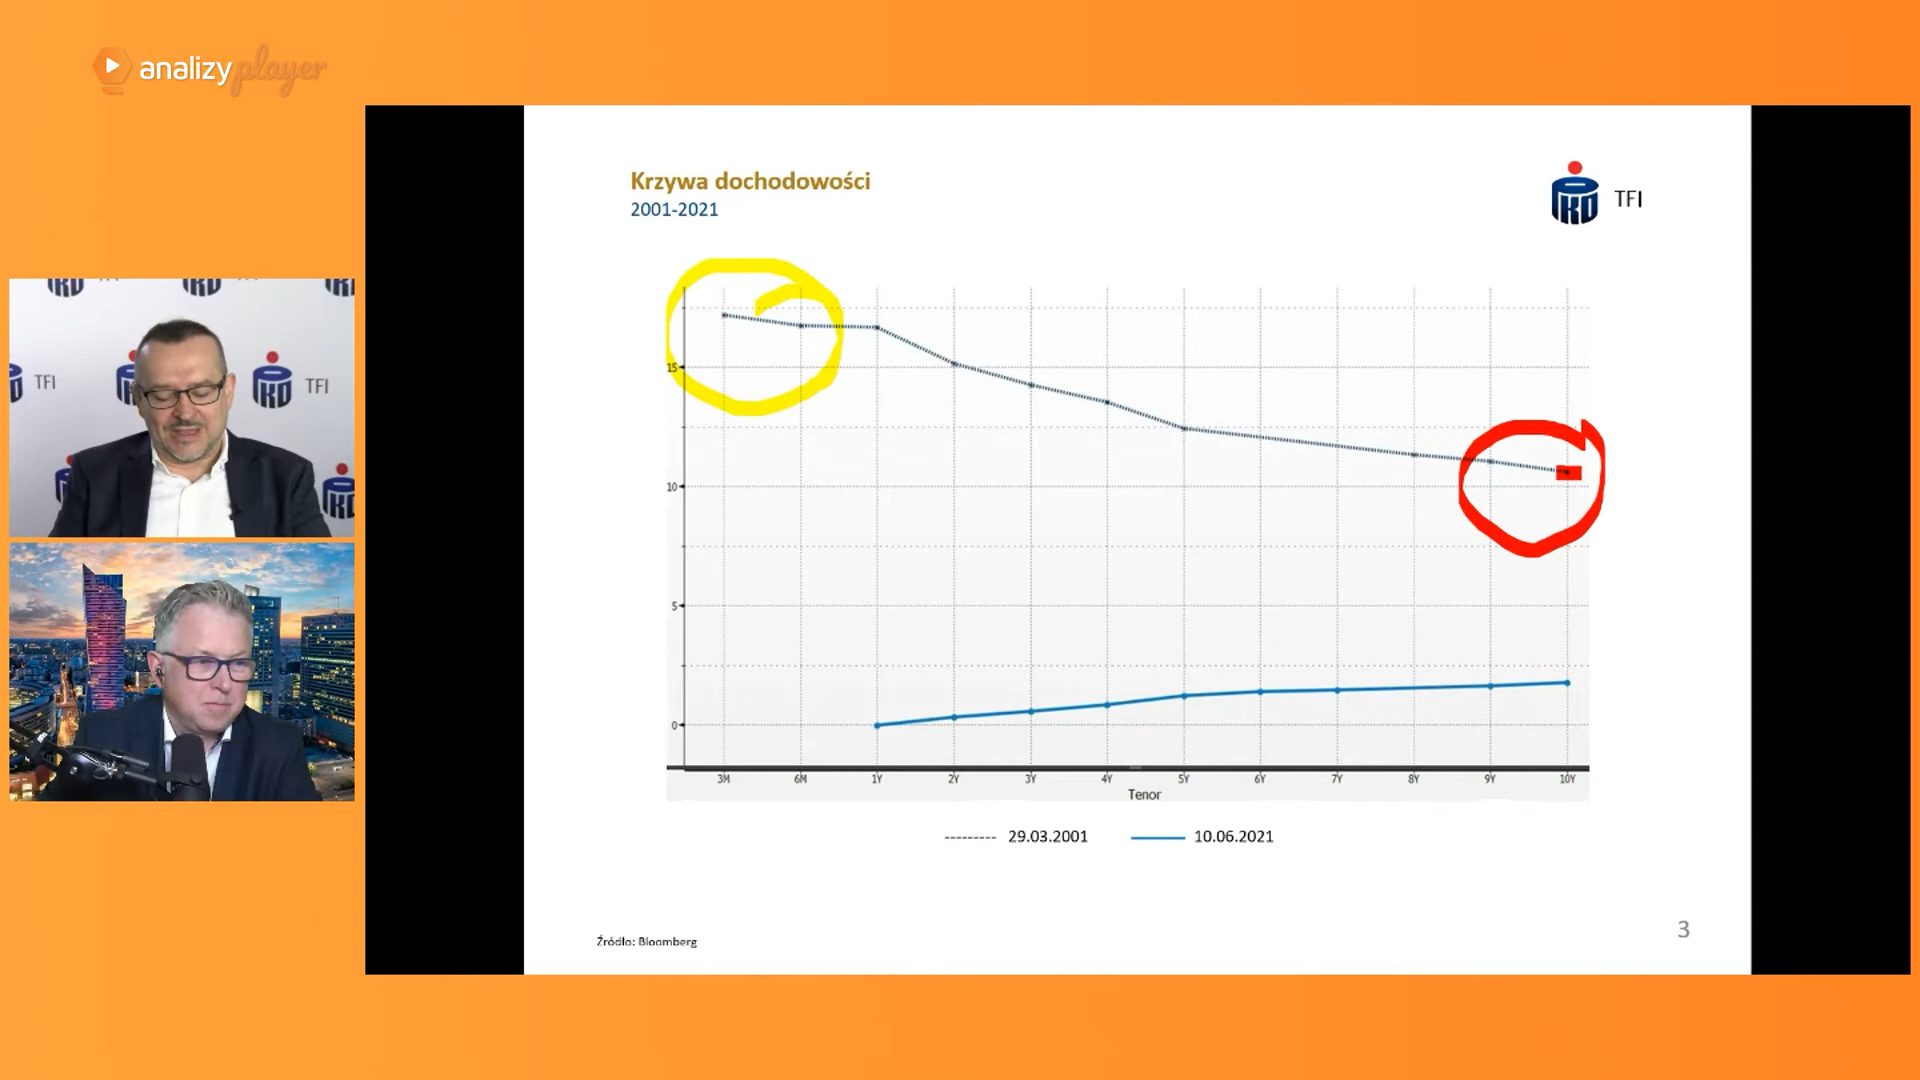 analizy player
Krzywa dochodowości
2001-2021
PKO TFI
15
10
5
0
3M 6M 1Y 2Y 3Y 4Y 5Y 6Y 7Y 8Y 9Y 10Y
Tenor
29.03.2001 10.06.2021
Źródło: Bloomberg
3
TFI
TFI